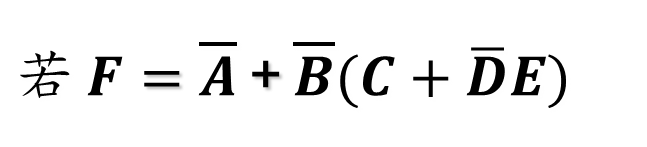 若 F = A̅ + B̅(C + D̅E)